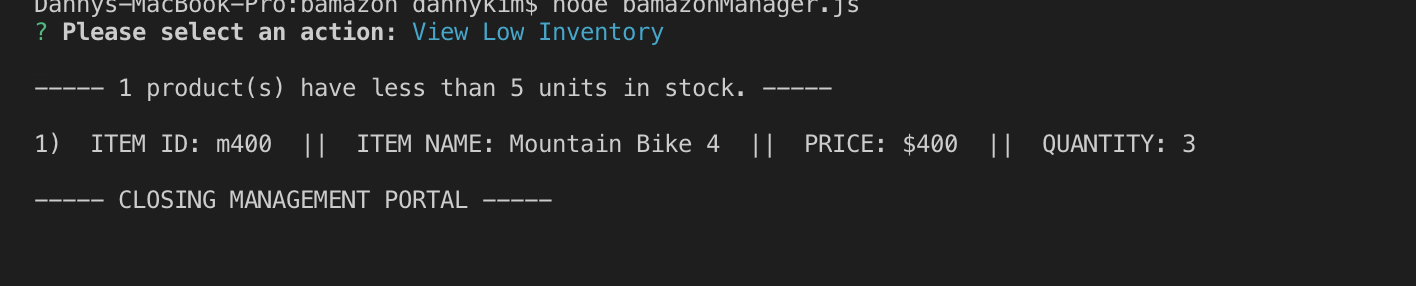 Dannys-MacBook-Pro:bamazon dannykim$ node bamazonManager.js
? Please select an action: View Low Inventory
----- 1 product(s) have less than 5 units in stock. -----
1)  ITEM ID: m400  ||  ITEM NAME: Mountain Bike 4  ||  PRICE: $400  ||  QUANTITY: 3
----- CLOSING MANAGEMENT PORTAL -----